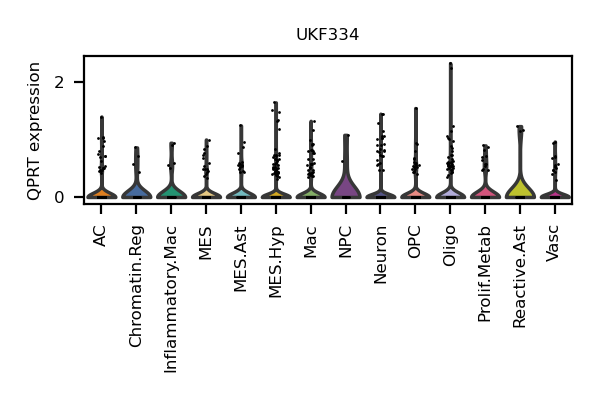 UKF334
QPRT expression
2
0
AC
Chromatin.Reg
Inflammatory.Mac
MES
MES.Ast
MES.Hyp
Mac
NPC
Neuron
OPC
Oligo
Prolif.Metab
Reactive.Ast
Vasc